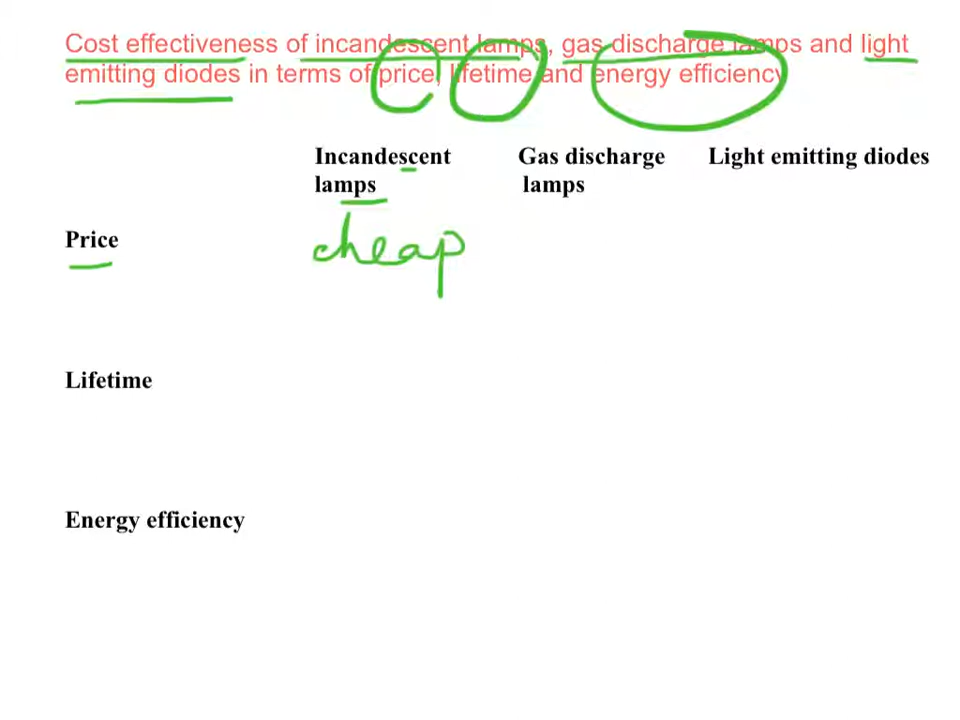 Cost effectiveness of incandescent lamps, gas discharge lamps and light
emitting diodes in terms of price, lifetime and energy efficiency
Incandescent Gas discharge Light emitting diodes
lamps lamps
Price cheap
Lifetime
Energy efficiency